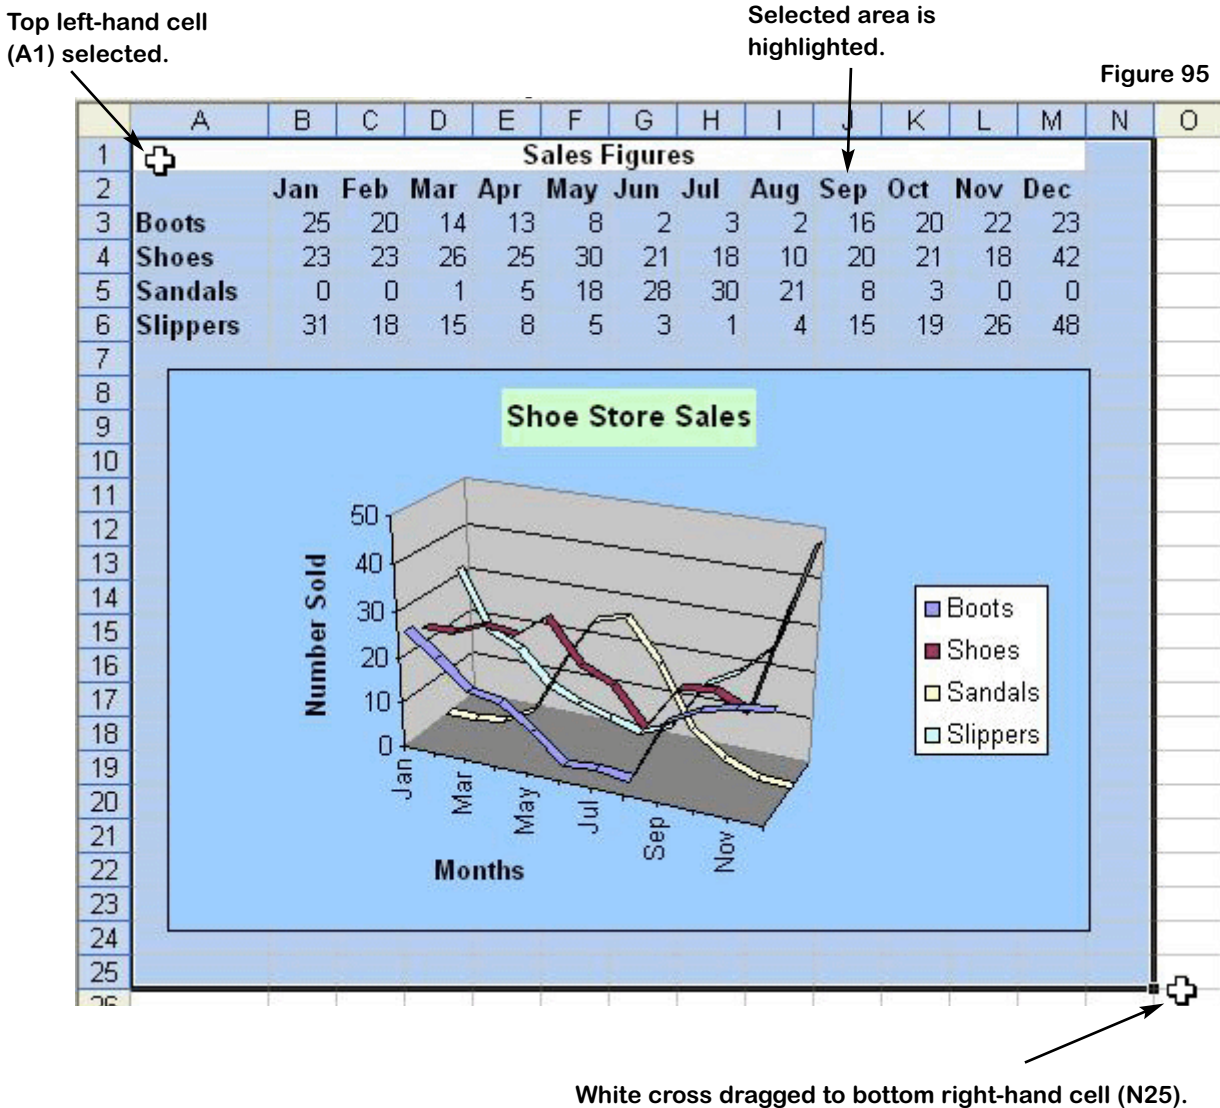 Top left-hand cell
(A1) selected.
Selected area is
highlighted.
Figure 95
A B C D E F G H I J K L M N O
1 Sales Figures
2 Jan Feb Mar Apr May Jun Jul Aug Sep Oct Nov Dec
3 Boots 25 20 14 13 8 2 3 2 16 20 22 23
4 Shoes 23 23 26 25 30 21 18 10 20 21 18 42
5 Sandals 0 0 1 5 18 28 30 21 8 3 0 0
6 Slippers 31 18 15 8 5 3 1 4 15 19 26 48
7
8
9
10
11
12
13
14
15
16
17
18
19
20
21
22
23
24
25
26
Shoe Store Sales
Number Sold
50
40
30
20
10
0
Jan Mar May Jul Sep Nov
Months
Boots
Shoes
Sandals
Slippers
White cross dragged to bottom right-hand cell (N25).